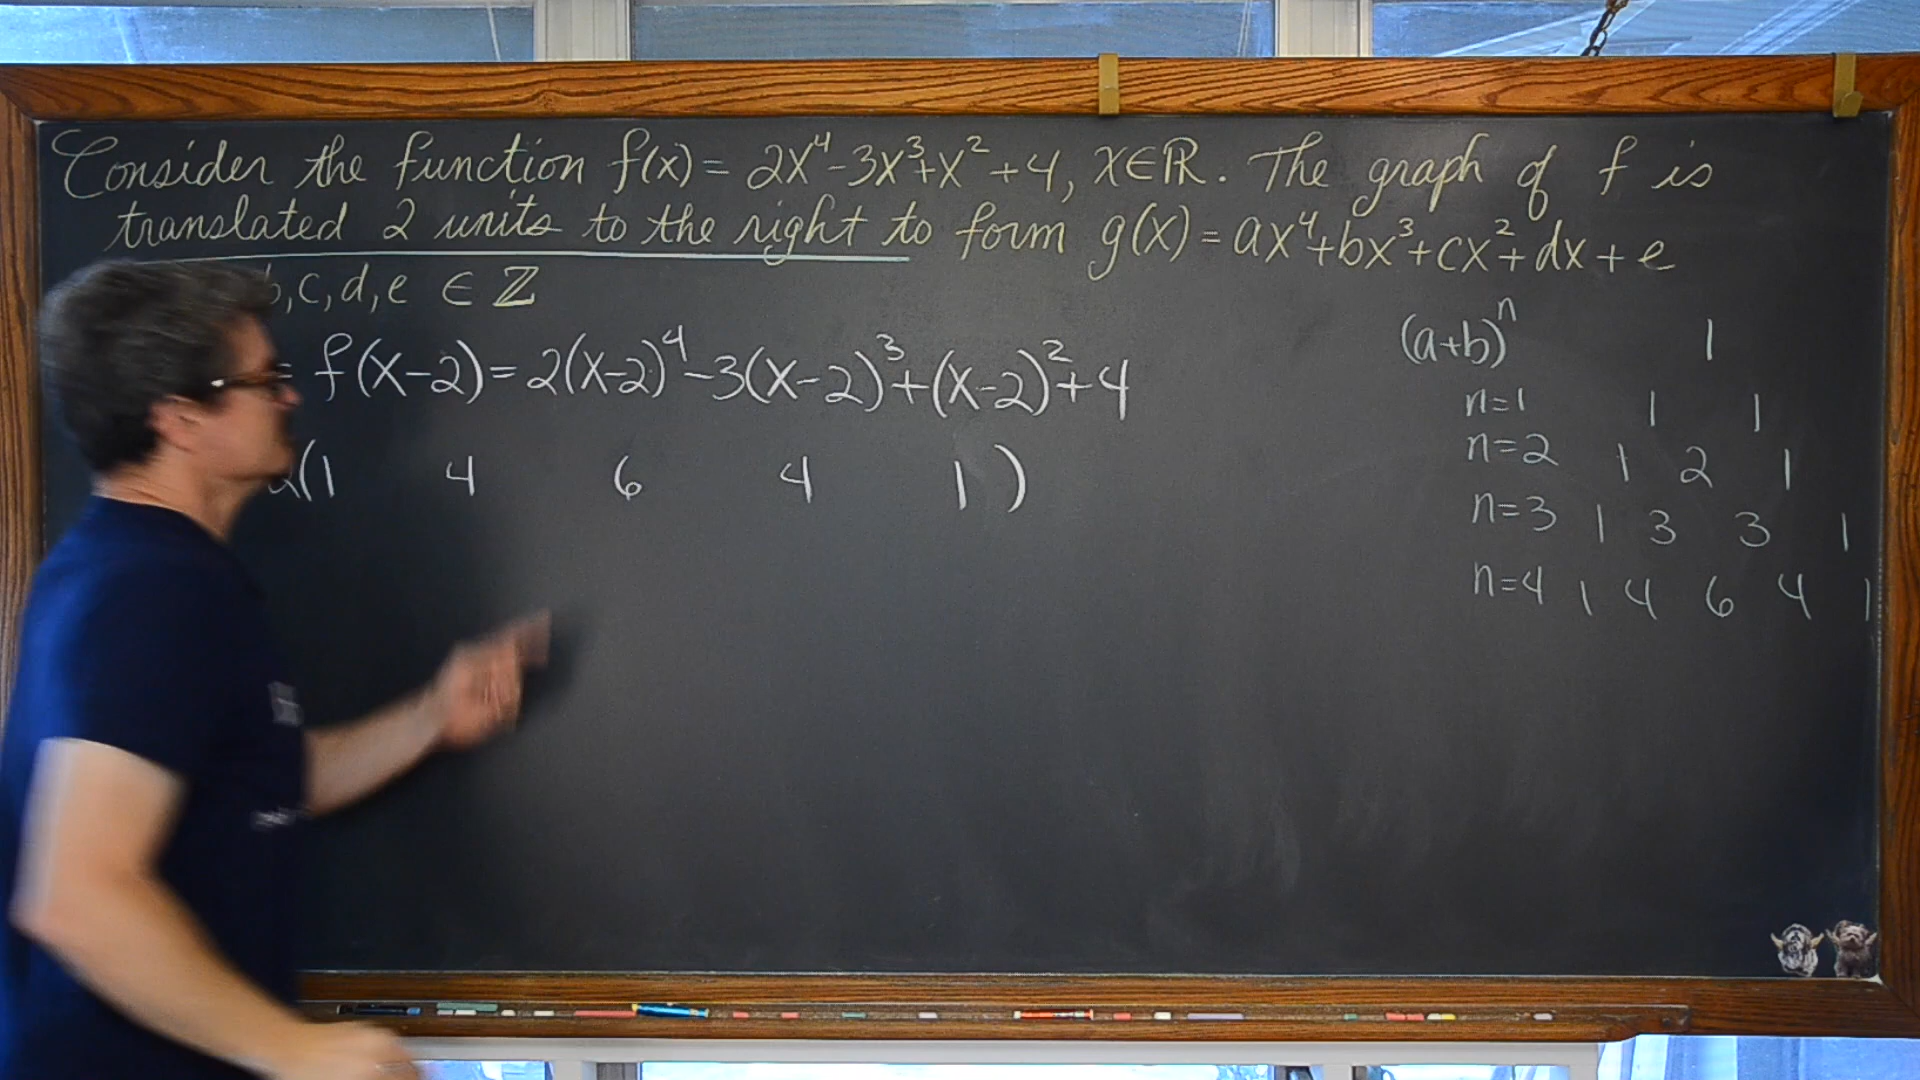 Consider the function f(x) = 2x⁴-3x³+x²+4, x∈ℝ. The graph of f is
translated 2 units to the right to form g(x) = ax⁴+bx³+cx²+dx+e
b,c,d,e ∈ ℤ
= f(x-2) = 2(x-2)⁴-3(x-2)³+(x-2)²+4
2(1 4 6 4 1)
(a+b)ⁿ 1
n=1 1 1
n=2 1 2 1
n=3 1 3 3 1
n=4 1 4 6 4 1